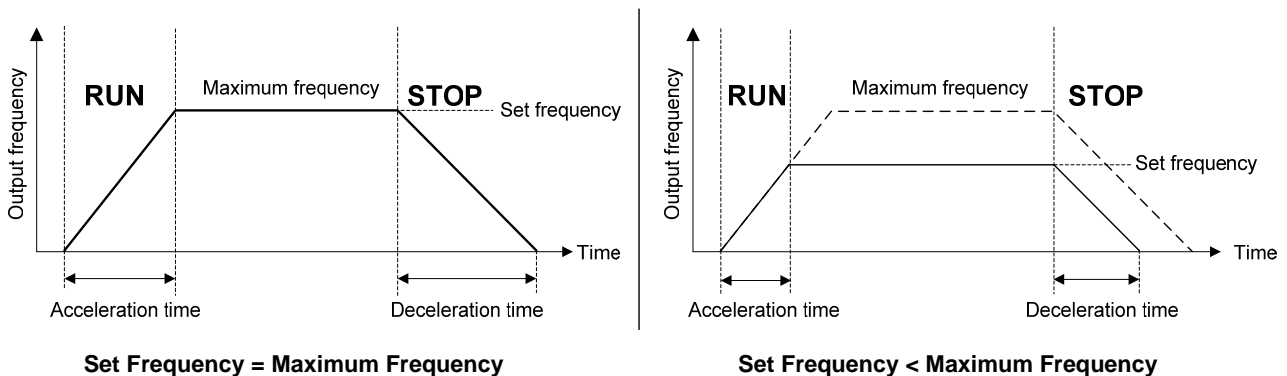 Output frequency
RUN
Maximum frequency
STOP
Set frequency
Time
Acceleration time
Deceleration time
Set Frequency = Maximum Frequency
Output frequency
RUN
Maximum frequency
STOP
Set frequency
Time
Acceleration time
Deceleration time
Set Frequency < Maximum Frequency